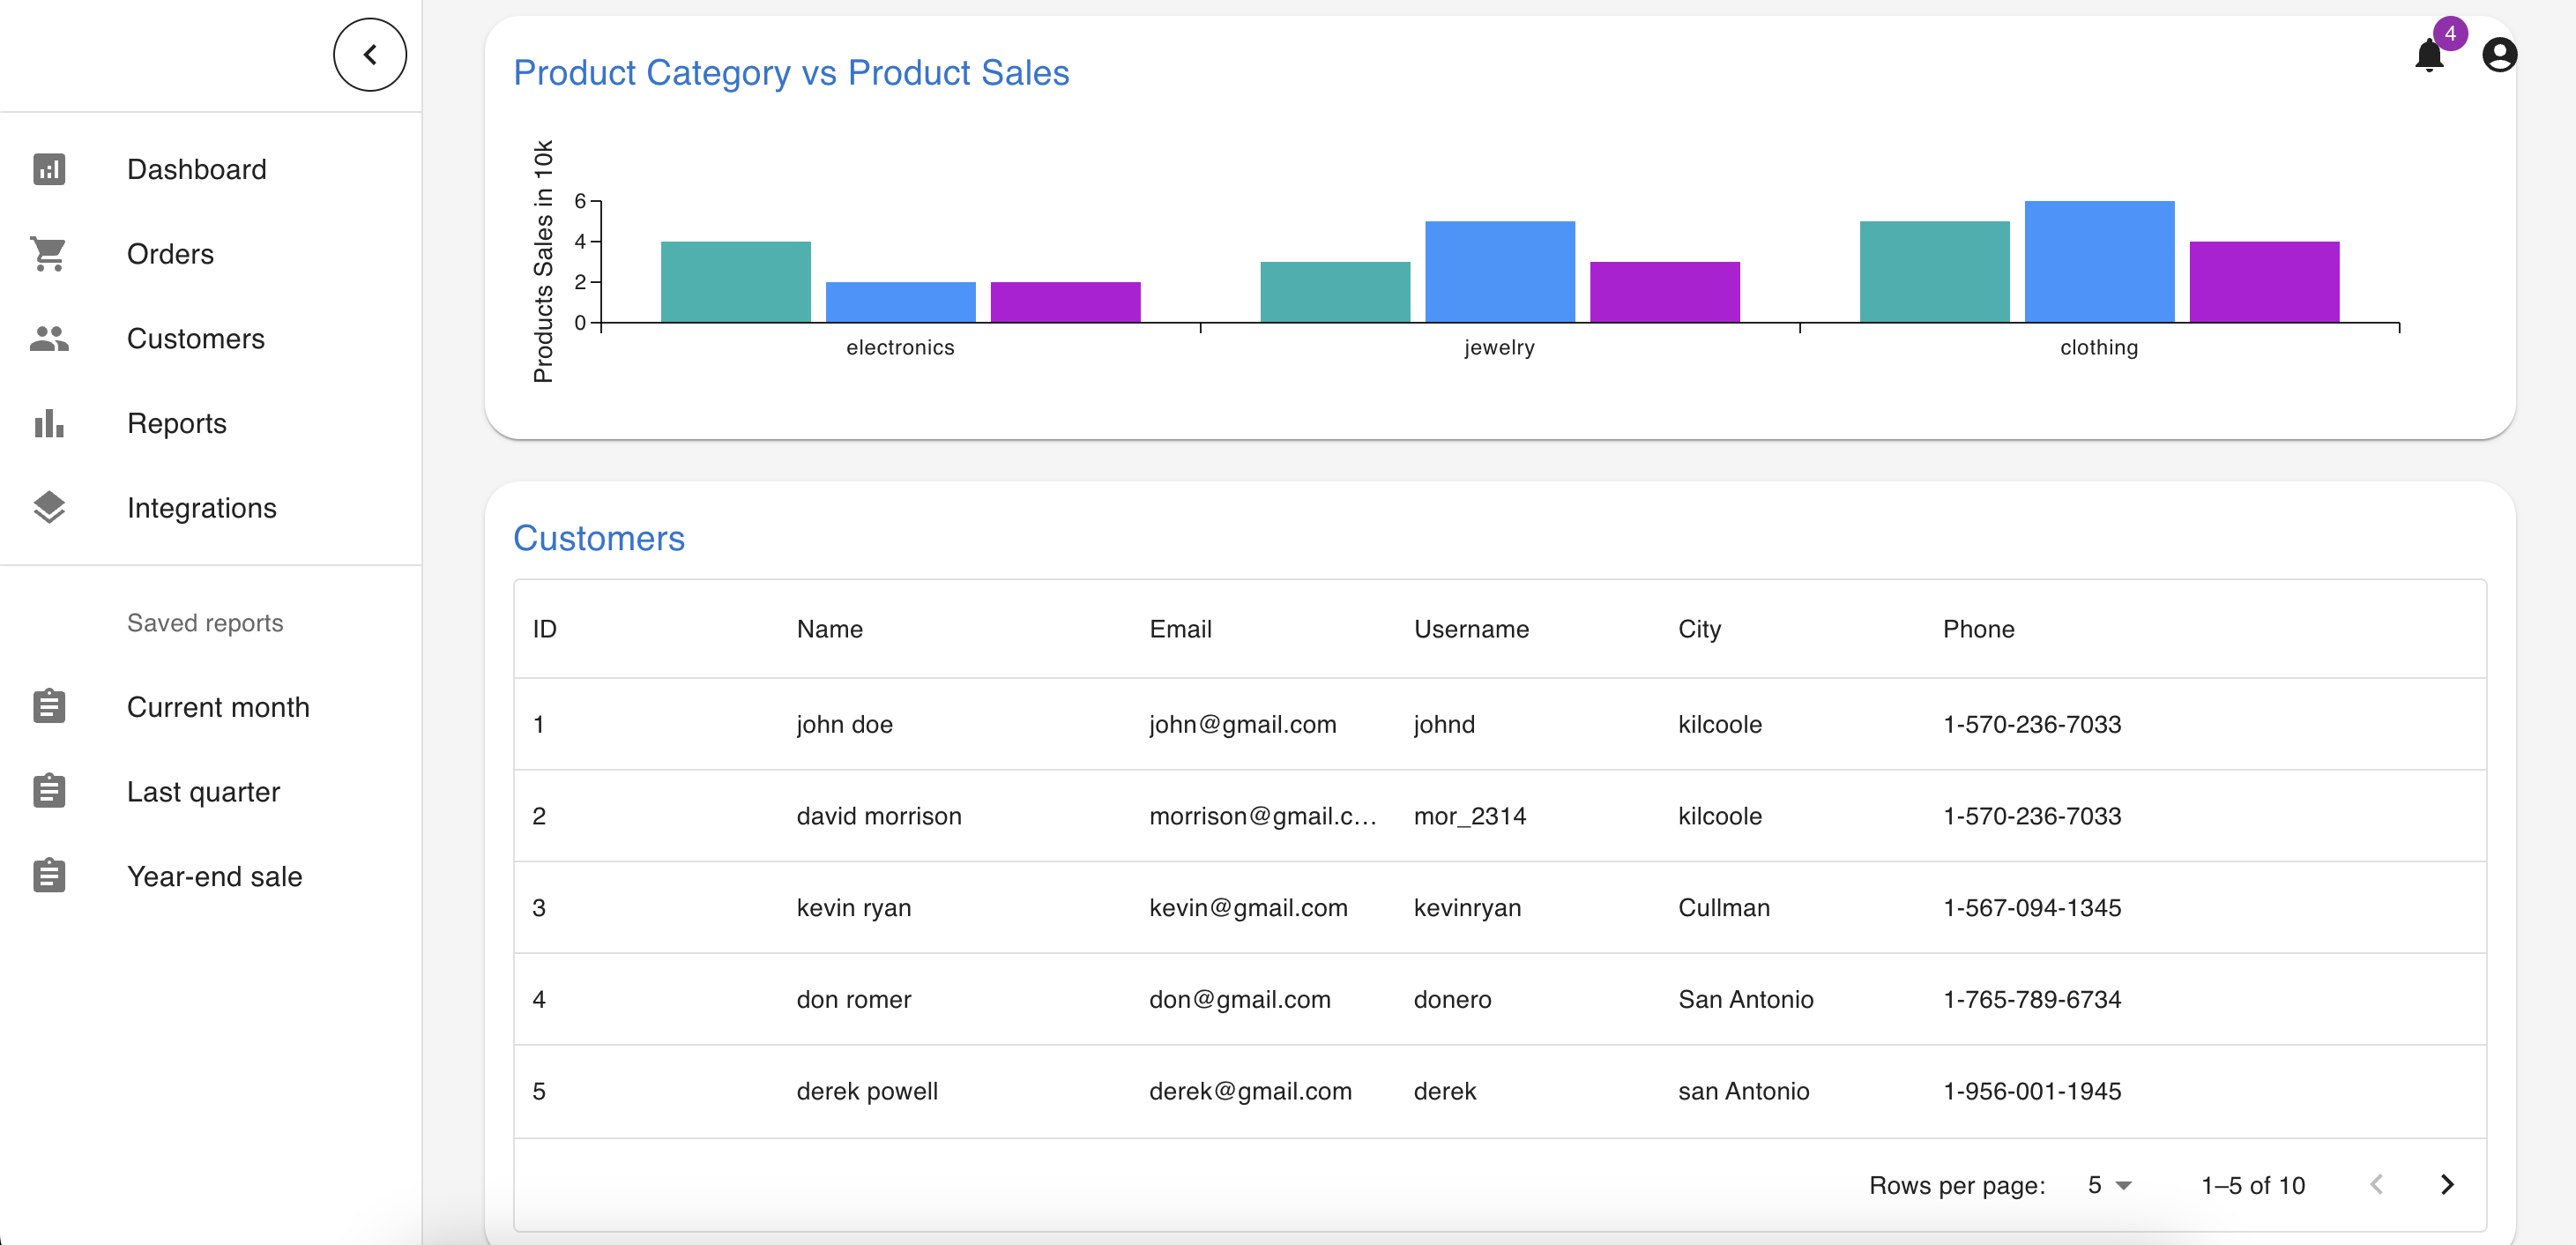 Dashboard
Orders
Customers
Reports
Integrations
Saved reports
Current month
Last quarter
Year-end sale
4
Product Category vs Product Sales
Products Sales in 10k
6
4
2
0
electronics jewelry clothing
Customers
ID Name Email Username City Phone
1 john doe john@gmail.com johnd kilcoole 1-570-236-7033
2 david morrison morrison@gmail.c... mor_2314 kilcoole 1-570-236-7033
3 kevin ryan kevin@gmail.com kevinryan Cullman 1-567-094-1345
4 don romer don@gmail.com donero San Antonio 1-765-789-6734
5 derek powell derek@gmail.com derek san Antonio 1-956-001-1945
Rows per page: 5 1–5 of 10